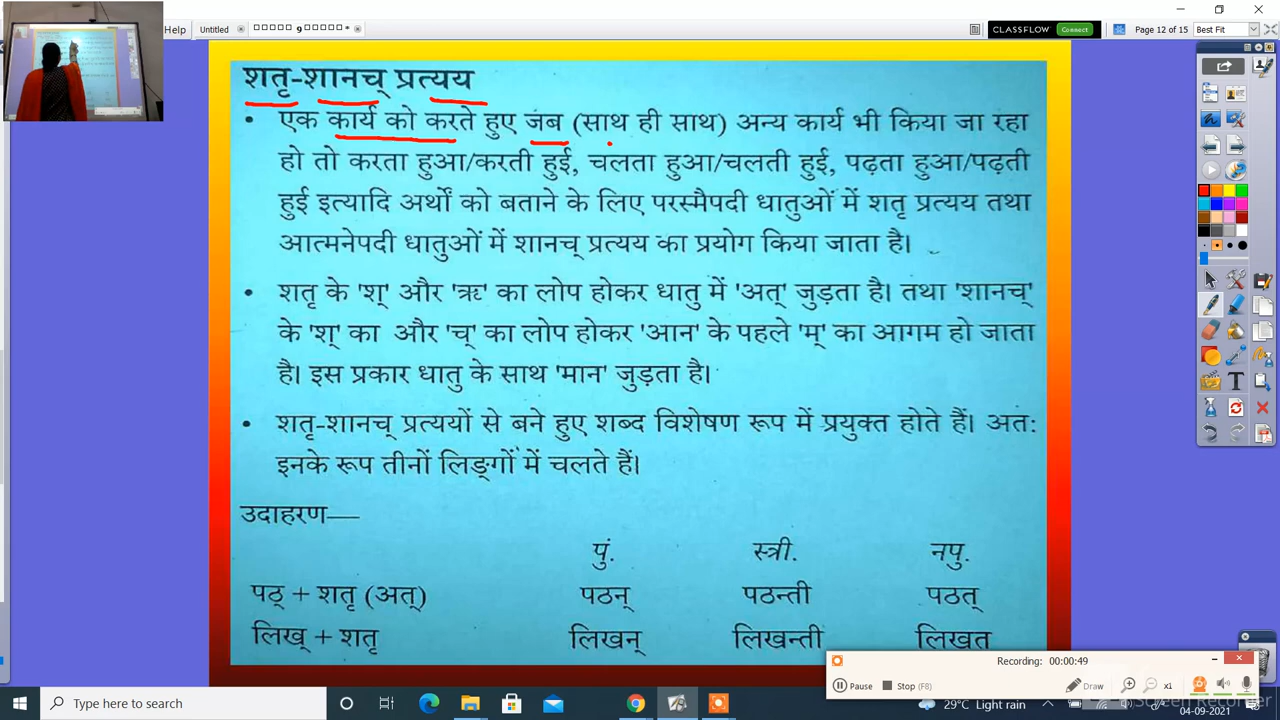 Help
Untitled
9
*
CLASSFLOW
Connect
Page 12 of 15
Best Fit
शतृ-शानच् प्रत्यय
• एक कार्य को करते हुए जब (साथ ही साथ) अन्य कार्य भी किया जा रहा
हो तो करता हुआ/करती हुई, चलता हुआ/चलती हुई, पढ़ता हुआ/पढ़ती
हुई इत्यादि अर्थों को बताने के लिए परस्मैपदी धातुओं में शतृ प्रत्यय तथा
आत्मनेपदी धातुओं में शानच् प्रत्यय का प्रयोग किया जाता है।
• शतृ के 'श्' और 'ऋ' का लोप होकर धातु में 'अत्' जुड़ता है। तथा 'शानच्'
के 'श्' का और 'च्' का लोप होकर 'आन' के पहले 'म्' का आगम हो जाता
है। इस प्रकार धातु के साथ 'मान' जुड़ता है।
• शतृ-शानच् प्रत्ययों से बने हुए शब्द विशेषण रूप में प्रयुक्त होते हैं। अत:
इनके रूप तीनों लिङ्गों में चलते हैं।
उदाहरण—
पुं. स्त्री. नपु.
पठ् + शतृ (अत्) पठन् पठन्ती पठत्
लिख् + शतृ लिखन् लिखन्ती लिखत्
Recording: 00:00:49
Pause
Stop (F8)
Draw
x1
Screen Recorder
Type here to search
29°C Light rain
04-09-2021